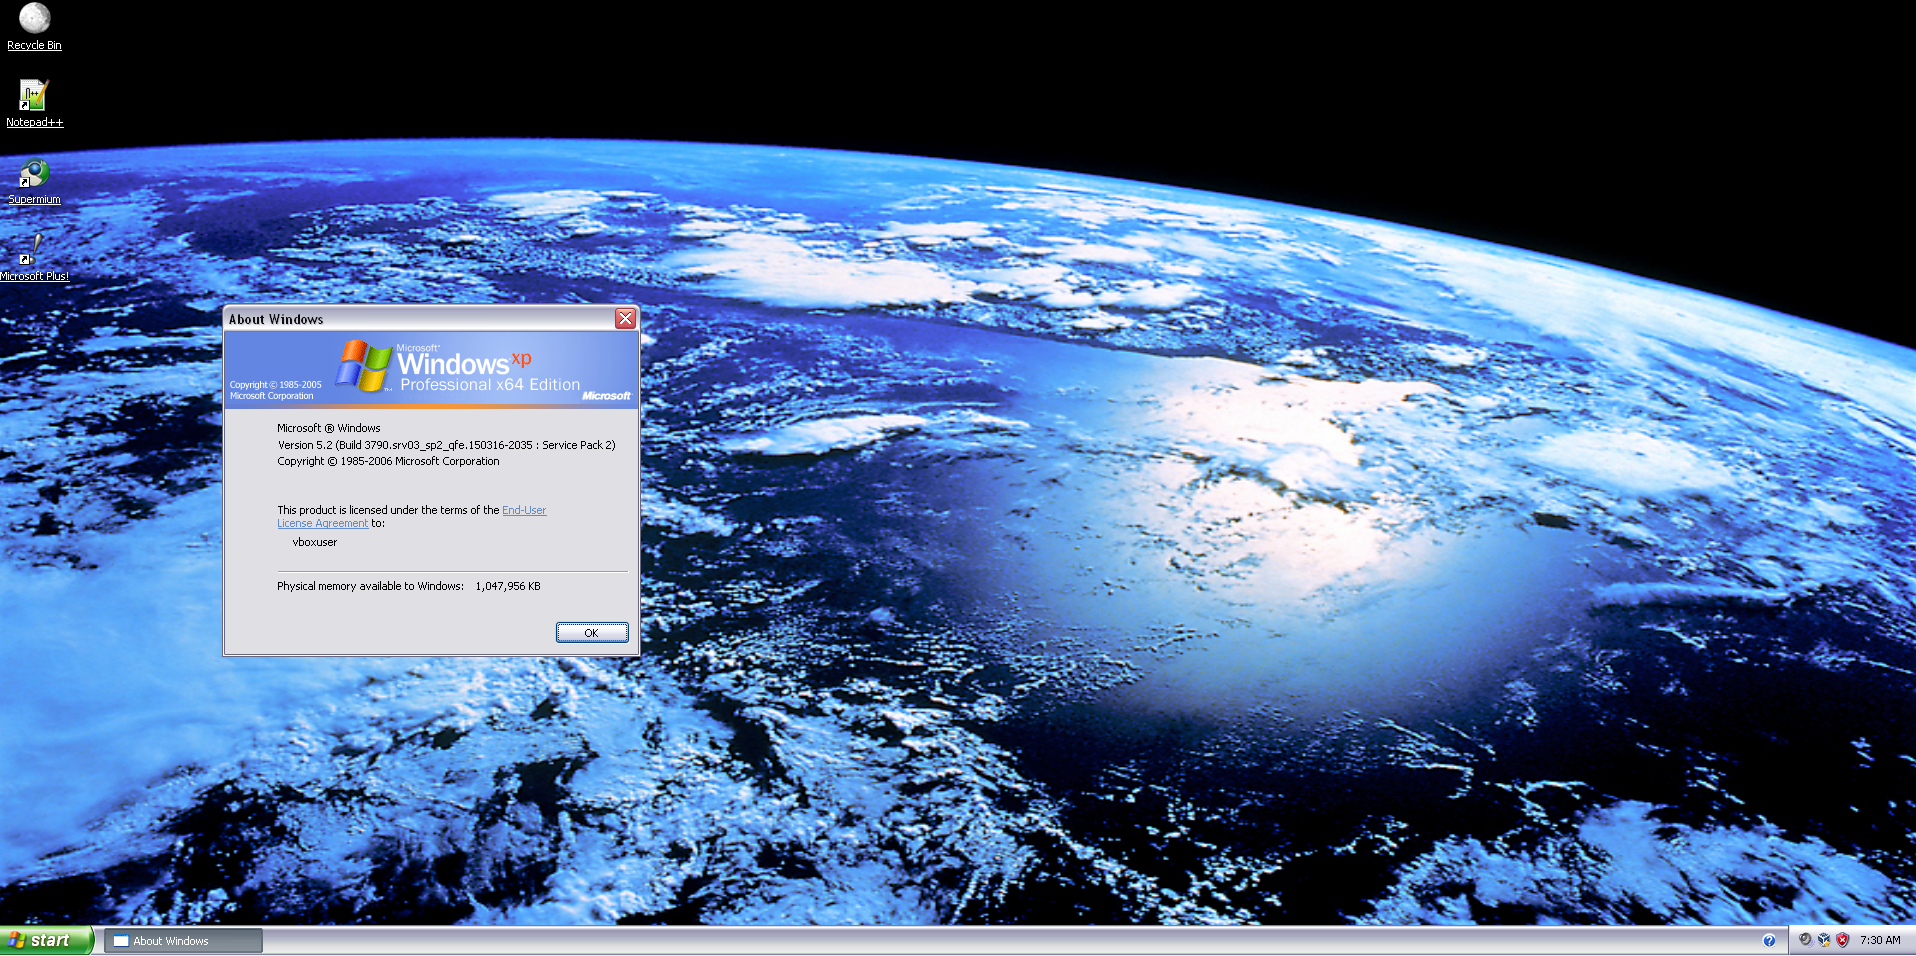 Recycle Bin
Notepad++
Supermium
Microsoft Plus!
About Windows
Microsoft®
Windows xp
Professional x64 Edition
Copyright © 1985-2005
Microsoft Corporation
Microsoft
Microsoft ® Windows
Version 5.2 (Build 3790.srv03_sp2_qfe.150316-2035 : Service Pack 2)
Copyright © 1985-2006 Microsoft Corporation
This product is licensed under the terms of the End-User
License Agreement to:
vboxuser
Physical memory available to Windows: 1,047,956 KB
OK
start
About Windows
7:30 AM